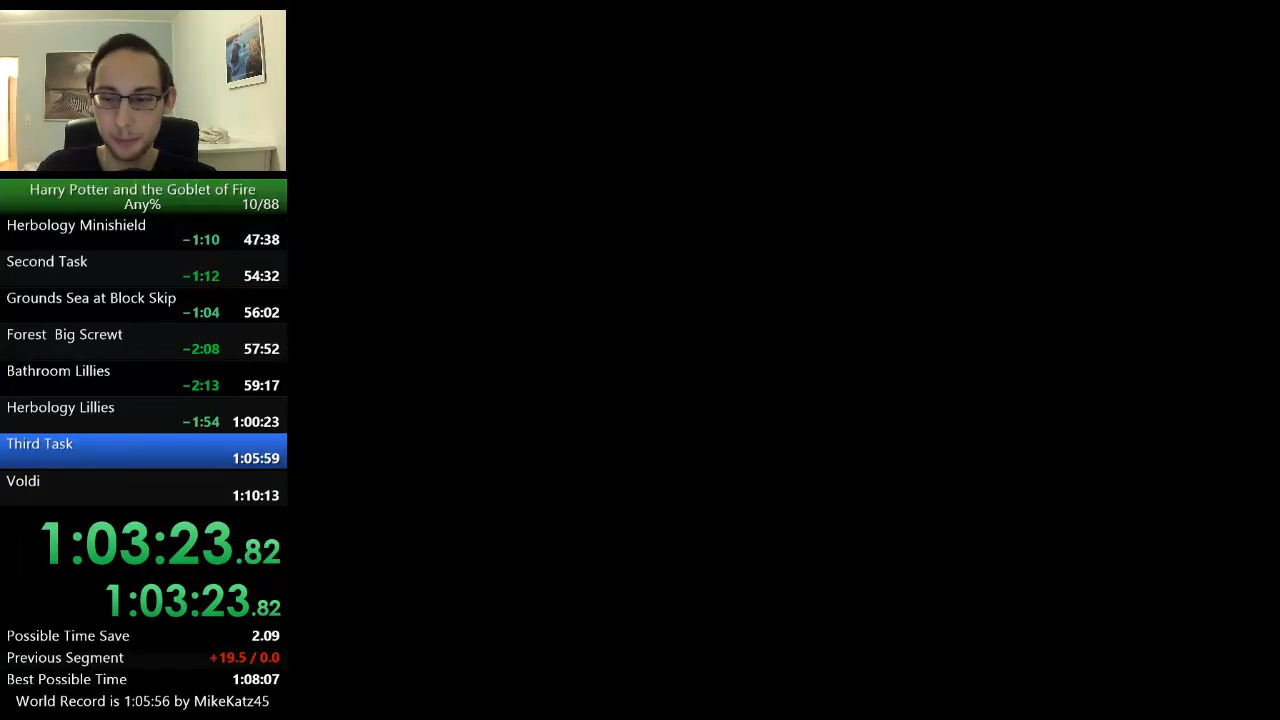 Harry Potter and the Goblet of Fire
Any% 10/88
Herbology Minishield
-1:10 47:38
Second Task
-1:12 54:32
Grounds Sea at Block Skip
-1:04 56:02
Forest Big Screwt
-2:08 57:52
Bathroom Lillies
-2:13 59:17
Herbology Lillies
-1:54 1:00:23
Third Task
1:05:59
Voldi
1:10:13
1:03:23.82
1:03:23.82
Possible Time Save 2.09
Previous Segment +19.5 / 0.0
Best Possible Time 1:08:07
World Record is 1:05:56 by MikeKatz45